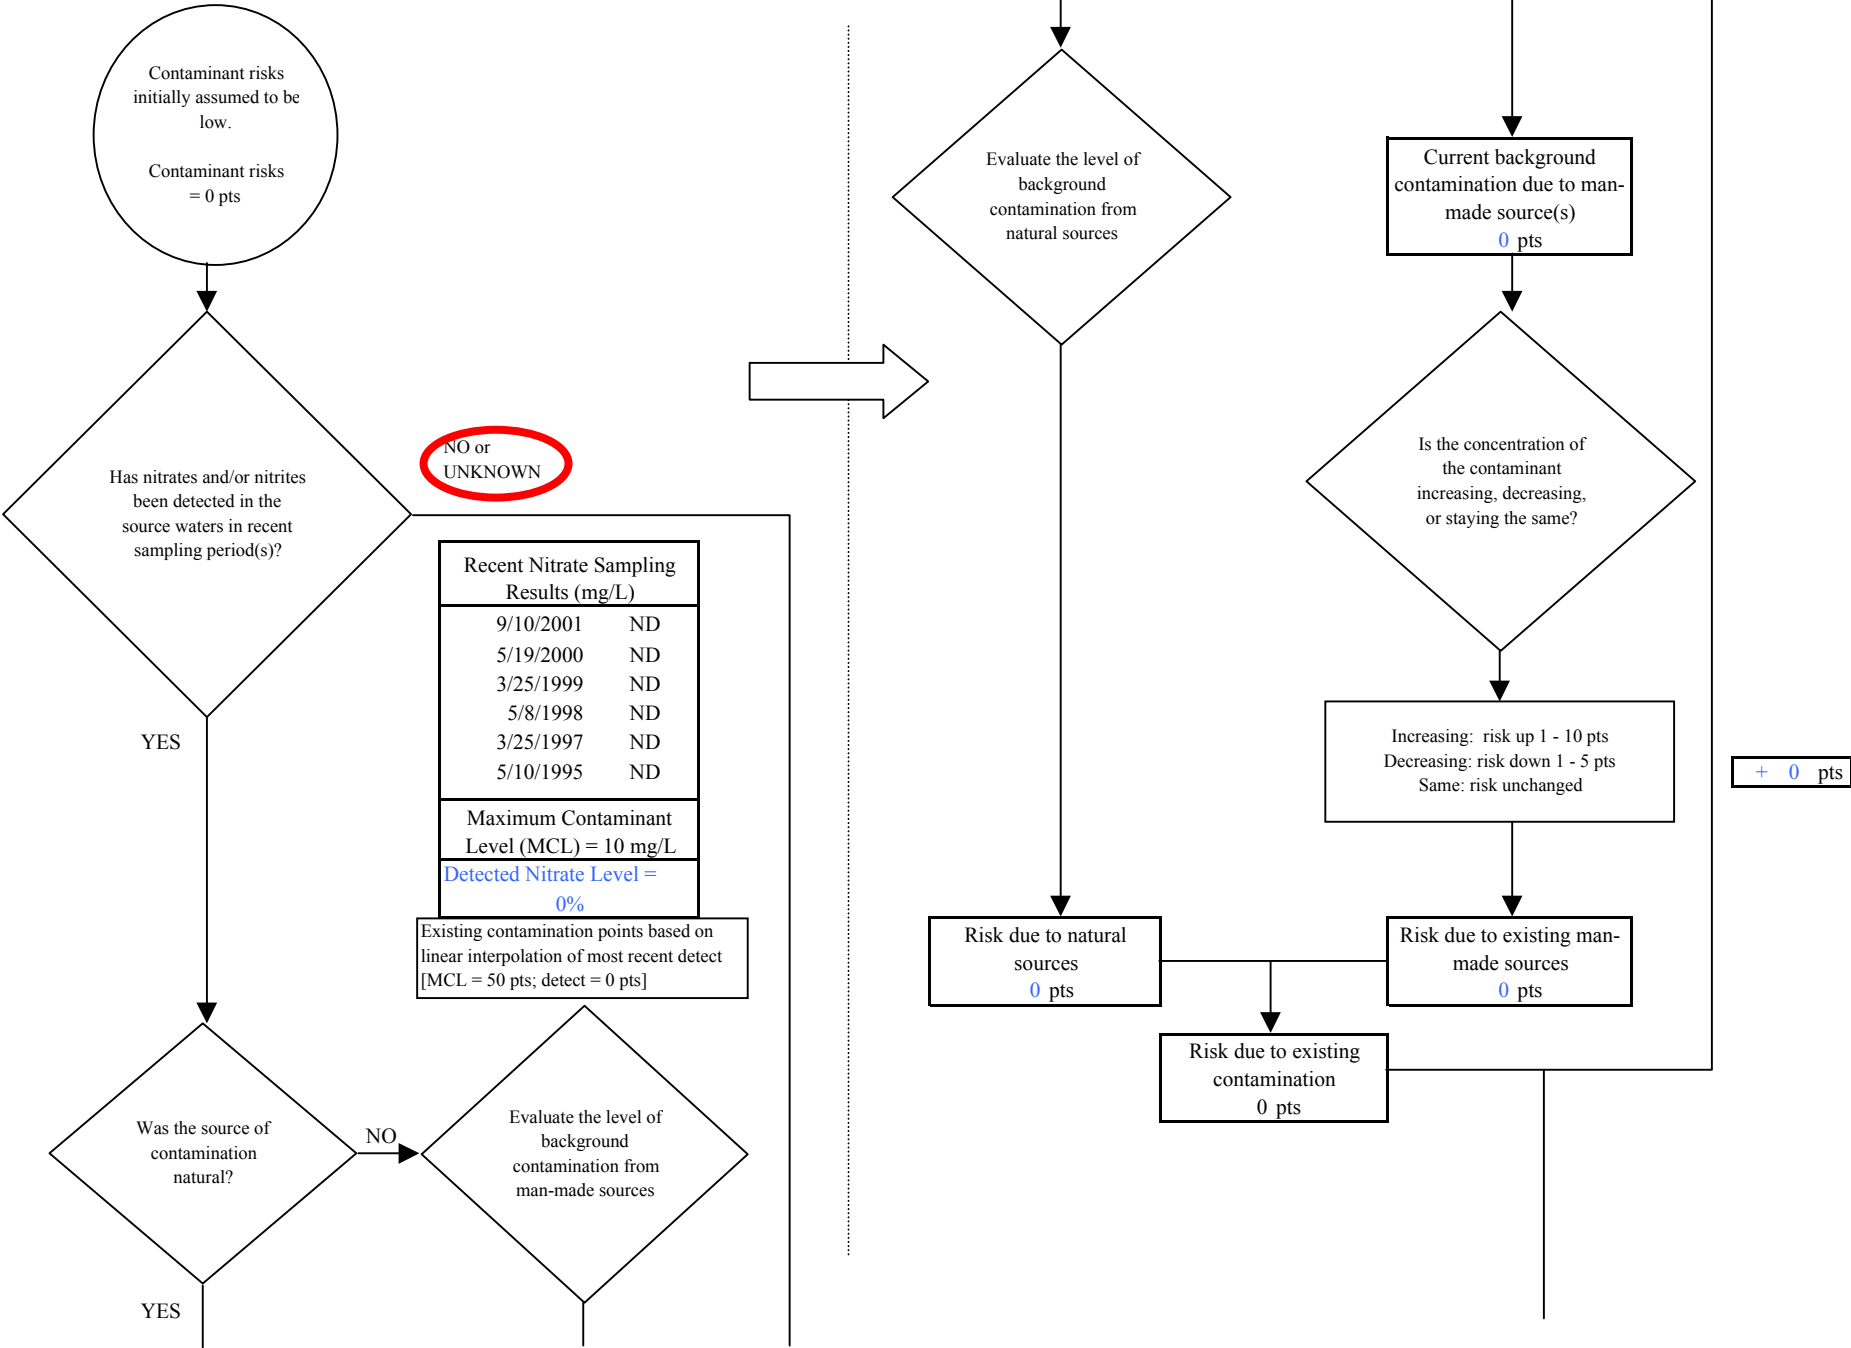 Contaminant risks
initially assumed to be
low.
Contaminant risks
= 0 pts
Has nitrates and/or nitrites
been detected in the
source waters in recent
sampling period(s)?
NO or
UNKNOWN
YES
Recent Nitrate Sampling
Results (mg/L)
9/10/2001 ND
5/19/2000 ND
3/25/1999 ND
5/8/1998 ND
3/25/1997 ND
5/10/1995 ND
Maximum Contaminant
Level (MCL) = 10 mg/L
Detected Nitrate Level =
0%
Existing contamination points based on
linear interpolation of most recent detect
[MCL = 50 pts; detect = 0 pts]
Was the source of
contamination
natural?
NO
YES
Evaluate the level of
background
contamination from
man-made sources
Evaluate the level of
background
contamination from
natural sources
Current background
contamination due to man-
made source(s)
0 pts
Is the concentration of
the contaminant
increasing, decreasing,
or staying the same?
Increasing: risk up 1 - 10 pts
Decreasing: risk down 1 - 5 pts
Same: risk unchanged
+ 0 pts
Risk due to natural
sources
0 pts
Risk due to existing man-
made sources
0 pts
Risk due to existing
contamination
0 pts